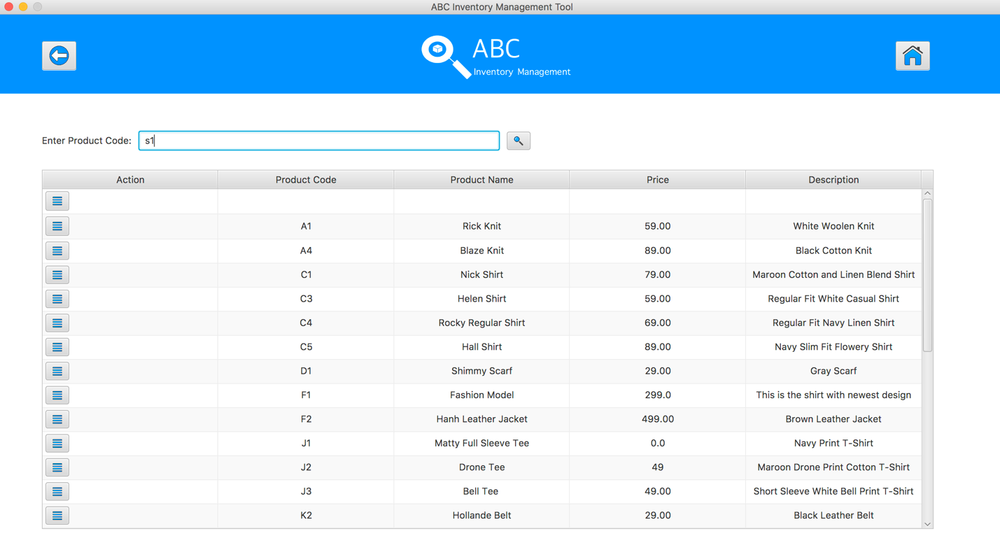 ABC Inventory Management Tool
ABC
Inventory Management
Enter Product Code: s1
Action Product Code Product Name Price Description
A1 Rick Knit 59.00 White Woolen Knit
A4 Blaze Knit 89.00 Black Cotton Knit
C1 Nick Shirt 79.00 Maroon Cotton and Linen Blend Shirt
C3 Helen Shirt 59.00 Regular Fit White Casual Shirt
C4 Rocky Regular Shirt 69.00 Regular Fit Navy Linen Shirt
C5 Hall Shirt 89.00 Navy Slim Fit Flowery Shirt
D1 Shimmy Scarf 29.00 Gray Scarf
F1 Fashion Model 299.0 This is the shirt with newest design
F2 Hanh Leather Jacket 499.00 Brown Leather Jacket
J1 Matty Full Sleeve Tee 0.0 Navy Print T-Shirt
J2 Drone Tee 49 Maroon Drone Print Cotton T-Shirt
J3 Bell Tee 49.00 Short Sleeve White Bell Print T-Shirt
K2 Hollande Belt 29.00 Black Leather Belt